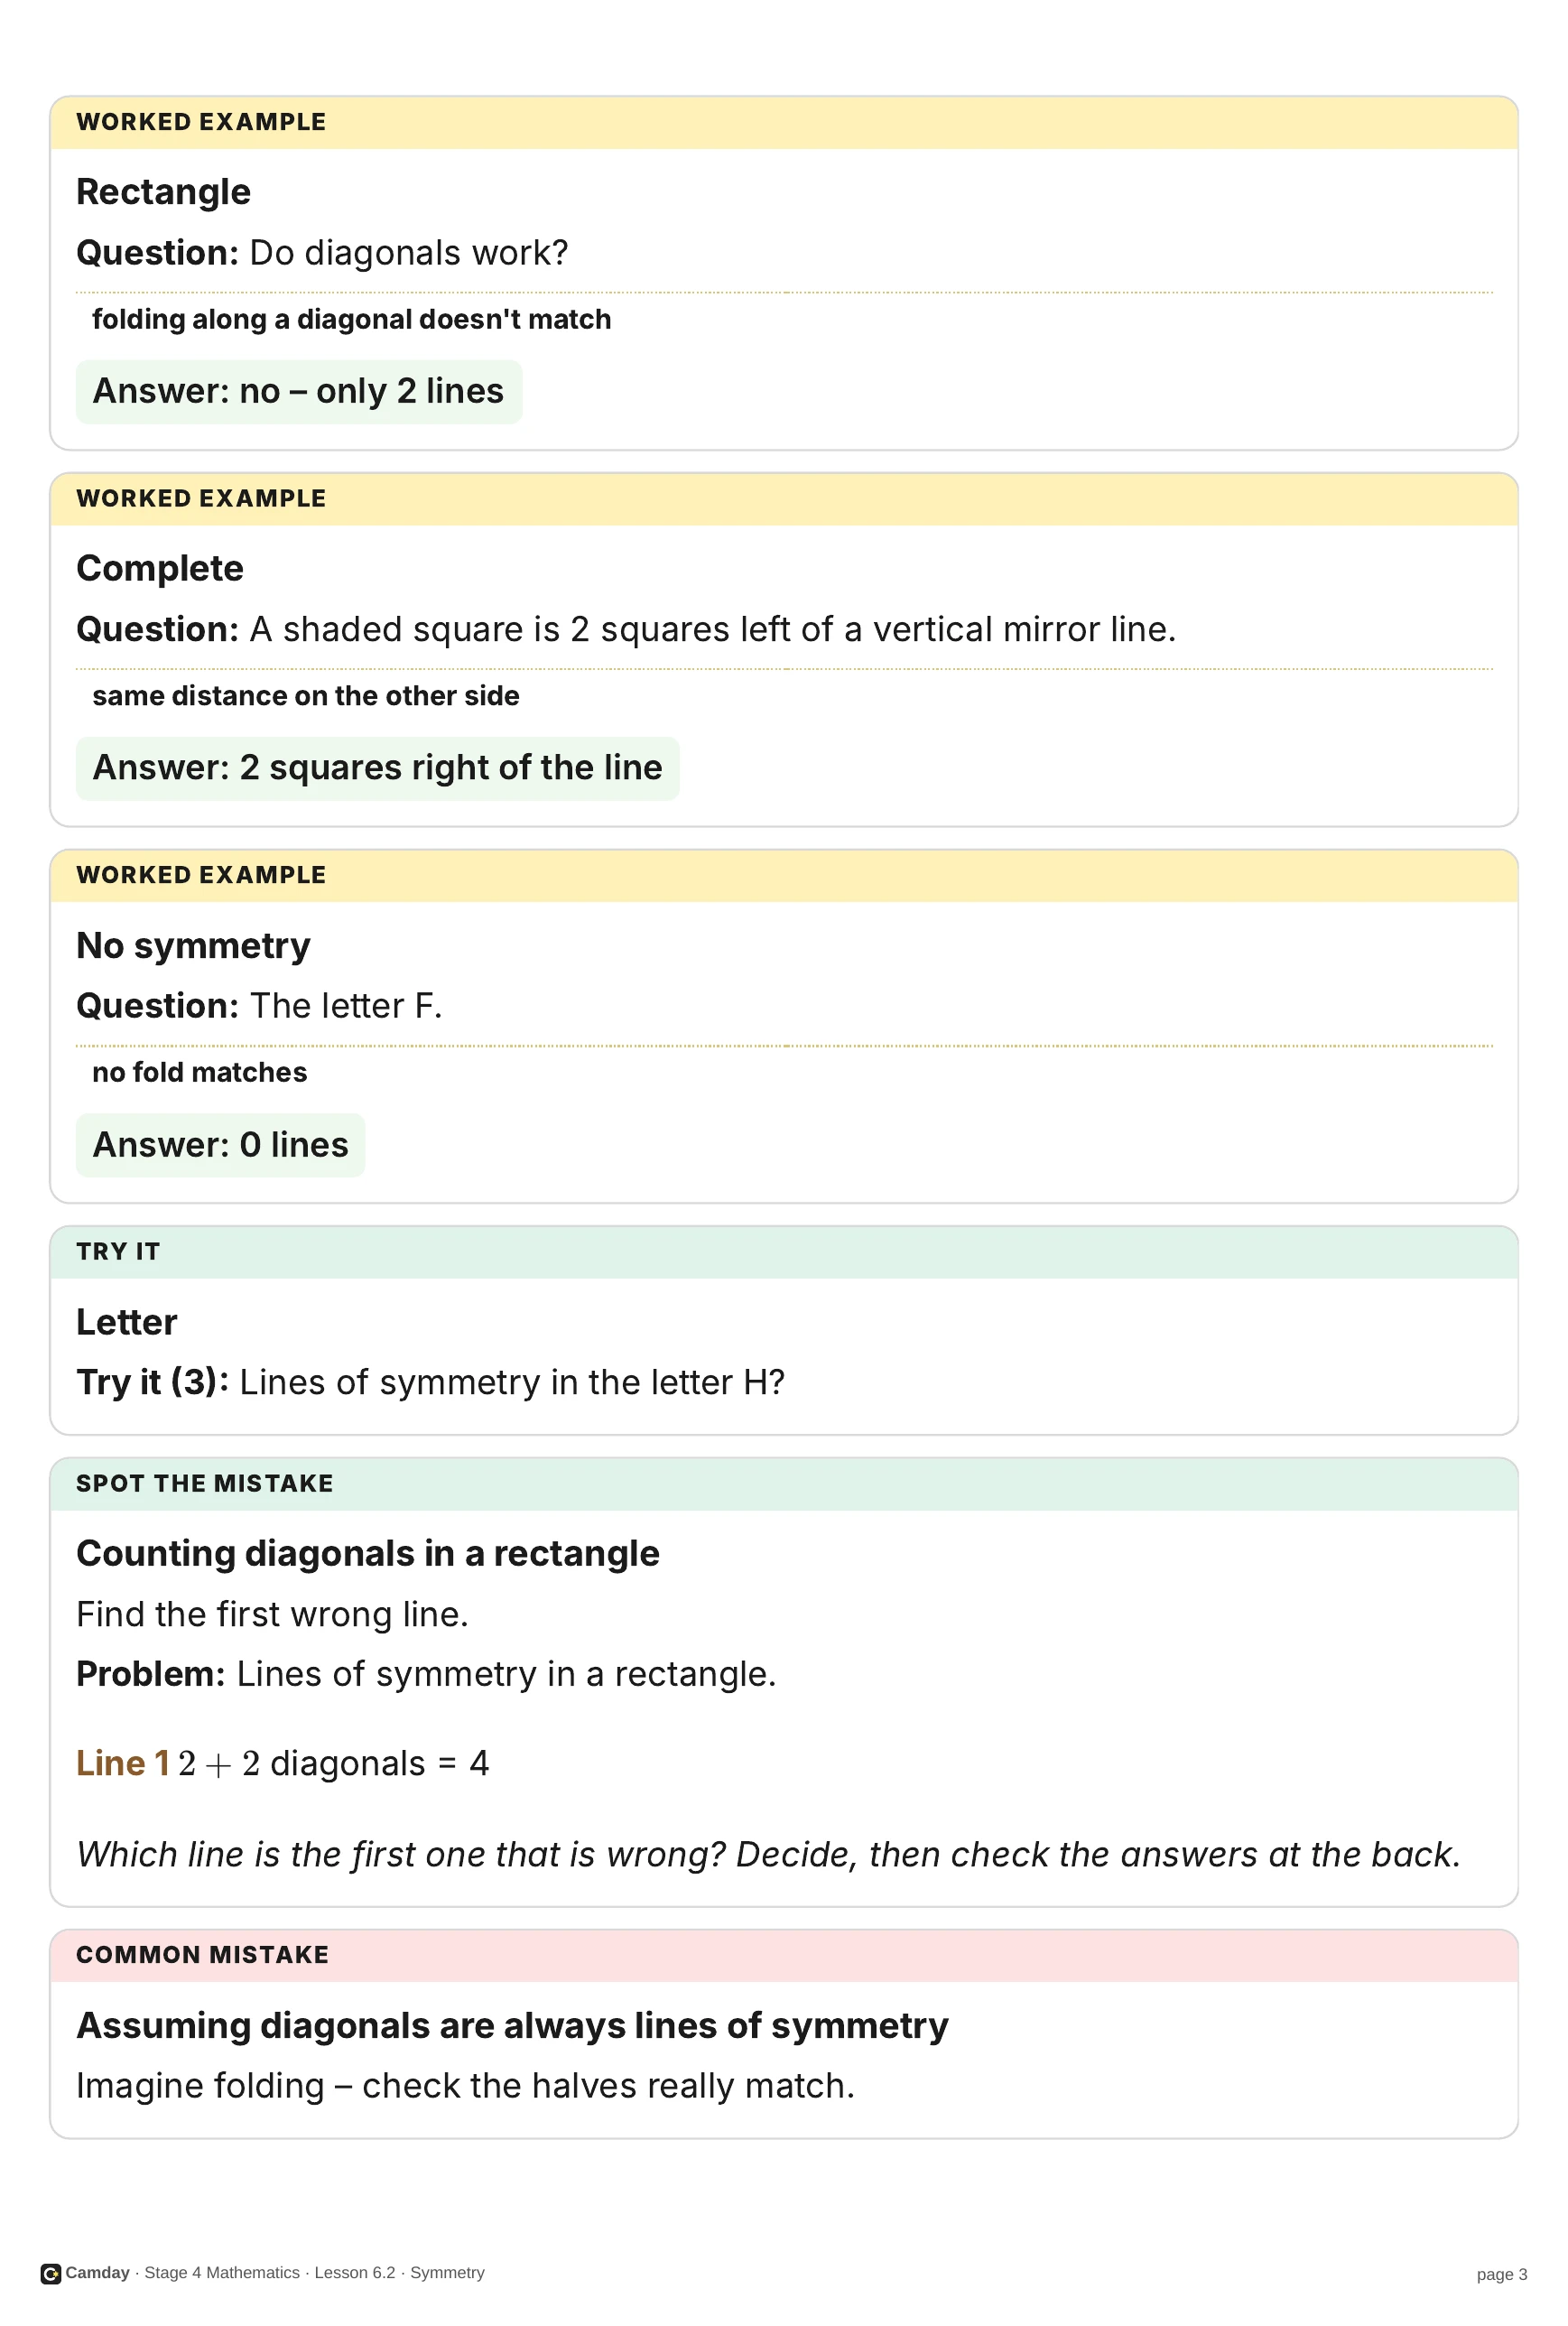 WORKED EXAMPLE
Rectangle
Question: Do diagonals work?
folding along a diagonal doesn't match
Answer: no – only 2 lines
WORKED EXAMPLE
Complete
Question: A shaded square is 2 squares left of a vertical mirror line.
same distance on the other side
Answer: 2 squares right of the line
WORKED EXAMPLE
No symmetry
Question: The letter F.
no fold matches
Answer: 0 lines
TRY IT
Letter
Try it (3): Lines of symmetry in the letter H?
SPOT THE MISTAKE
Counting diagonals in a rectangle
Find the first wrong line.
Problem: Lines of symmetry in a rectangle.
Line 1 2 + 2 diagonals = 4
Which line is the first one that is wrong? Decide, then check the answers at the back.
COMMON MISTAKE
Assuming diagonals are always lines of symmetry
Imagine folding – check the halves really match.
Camday · Stage 4 Mathematics · Lesson 6.2 · Symmetry
page 3